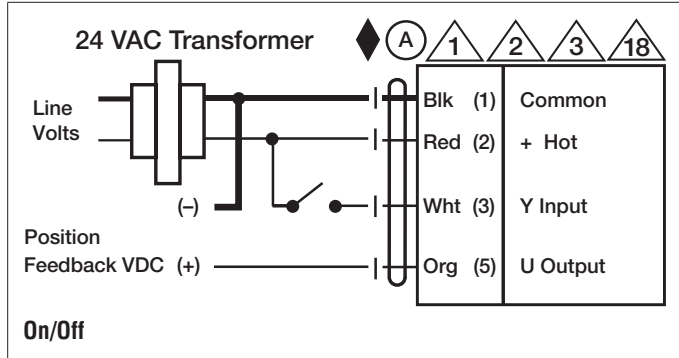 24 VAC Transformer
A
1
2
3
18
Line
Volts
Blk (1) Common
Red (2) + Hot
(–)
Wht (3) Y Input
Position
Feedback VDC (+)
Org (5) U Output
On/Off